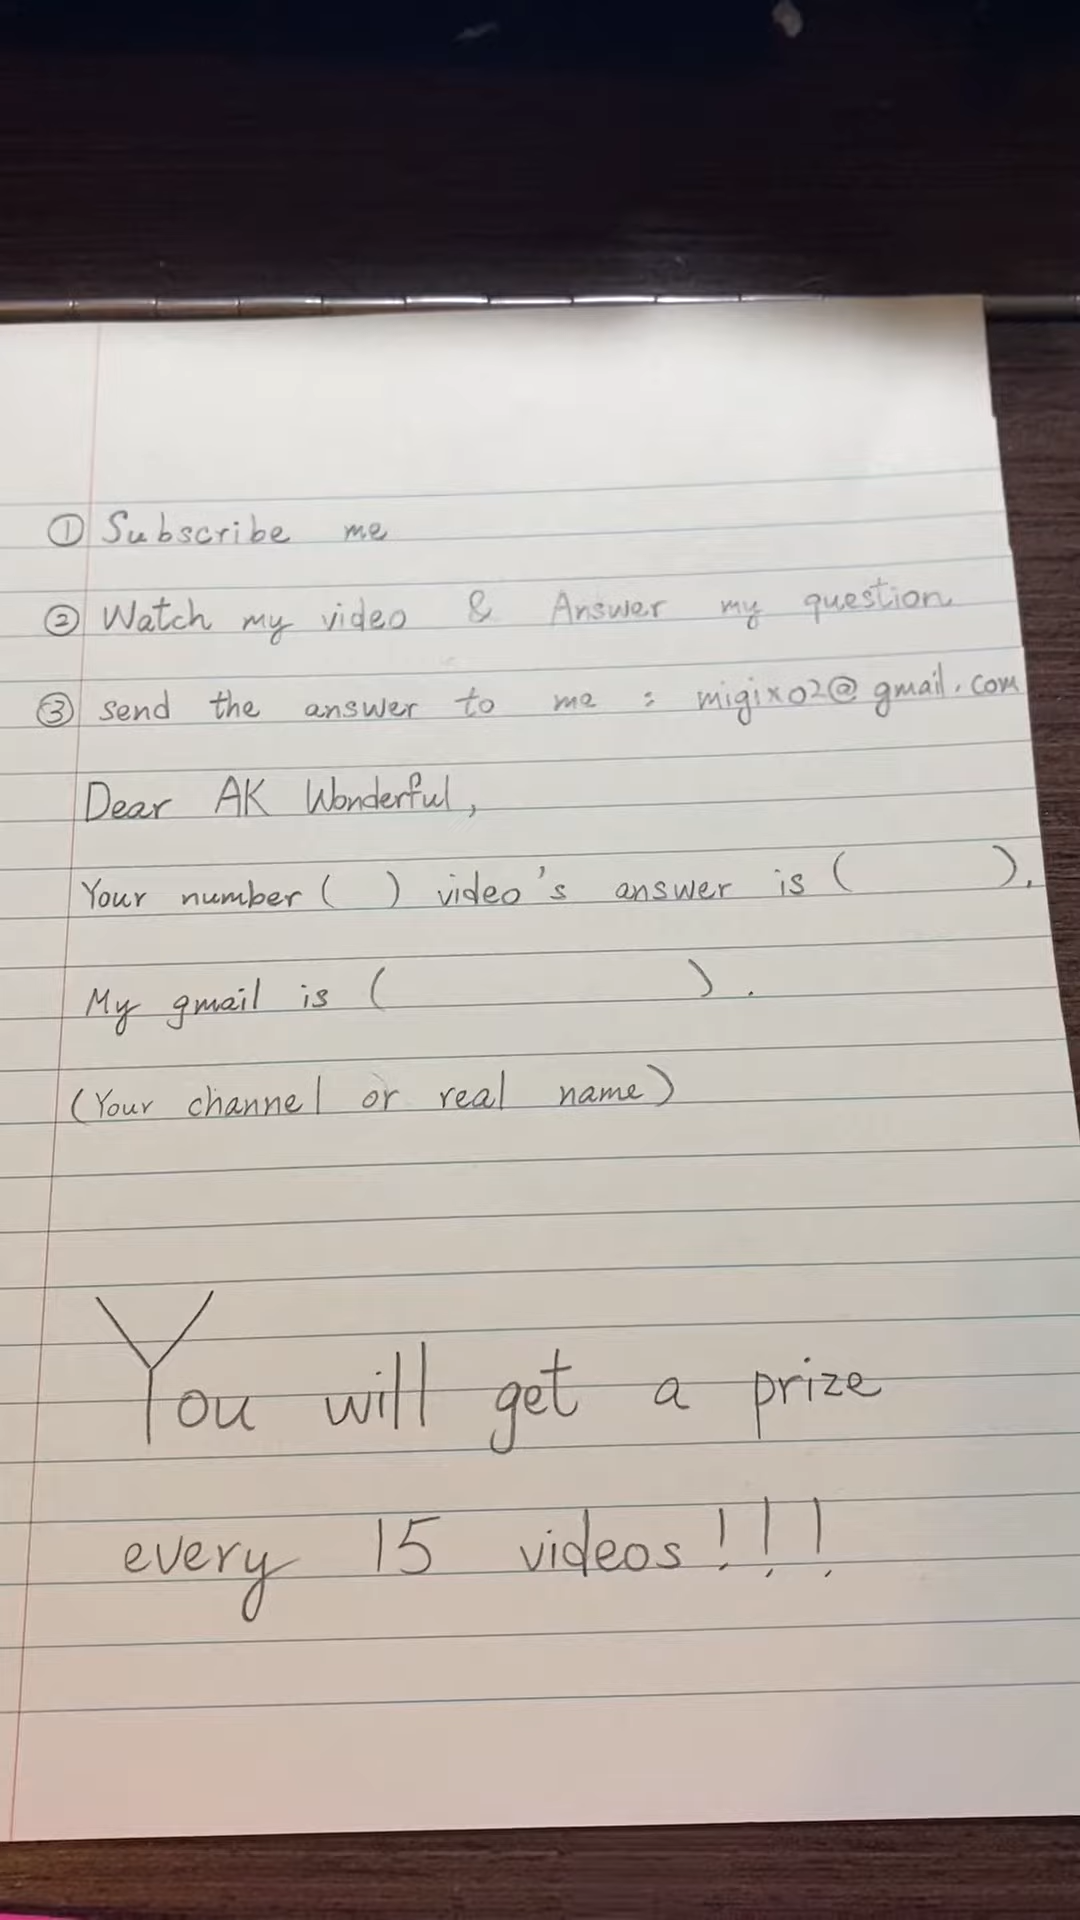 ① Subscribe me
② Watch my video & Answer my question
③ send the answer to me : migixo2@gmail.com
Dear AK Wonderful,
Your number ( ) video's answer is ( ).
My gmail is ( ).
(Your channel or real name)
You will get a prize
every 15 videos!!!